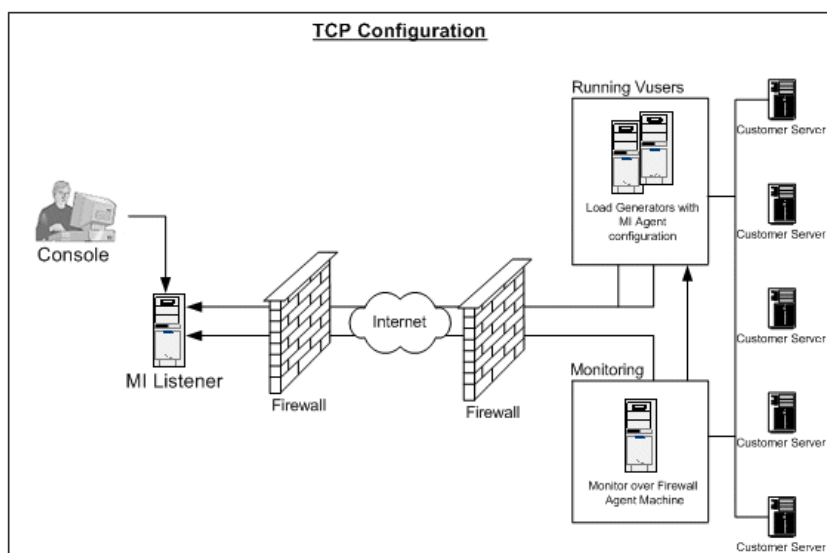 TCP Configuration
Running Vusers
Customer Server
Load Generators with
MI Agent
configuration
Customer Server
Console
Internet
MI Listener
Firewall
Firewall
Customer Server
Monitoring
Monitor over Firewall
Agent Machine
Customer Server
Customer Server